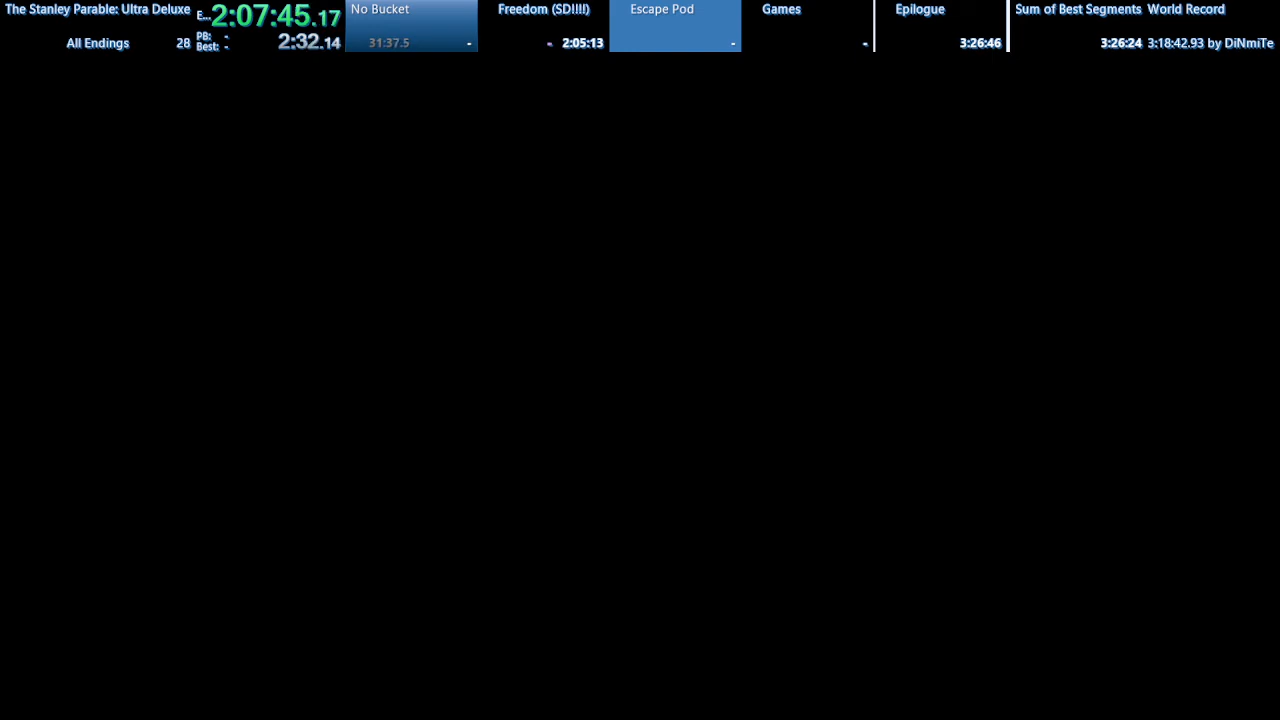 The Stanley Parable: Ultra Deluxe
All Endings 28
E... 2:07:45.17
PB: -
Best: -
2:32.14
No Bucket
31:37.5 -
Freedom (SD!!!!)
- 2:05:13
Escape Pod
-
Games
-
Epilogue
3:26:46
Sum of Best Segments
3:26:24
World Record
3:18:42.93 by DiNmiTe